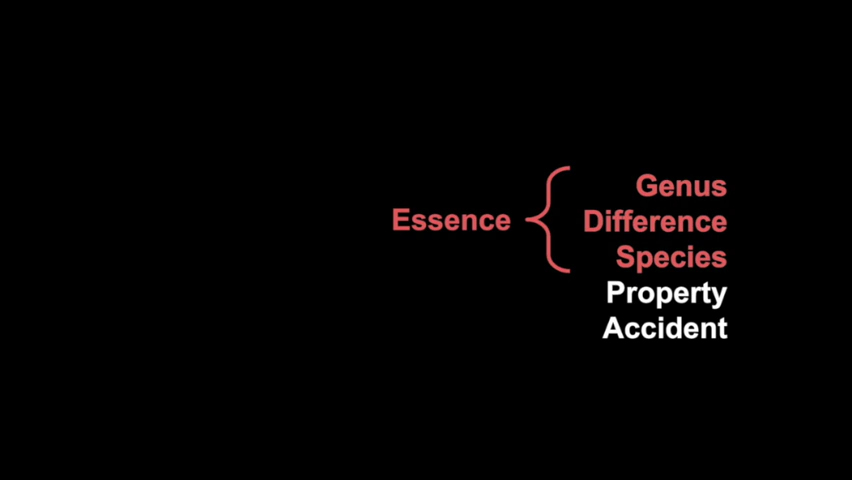 Genus
Essence
Difference
Species
Property
Accident